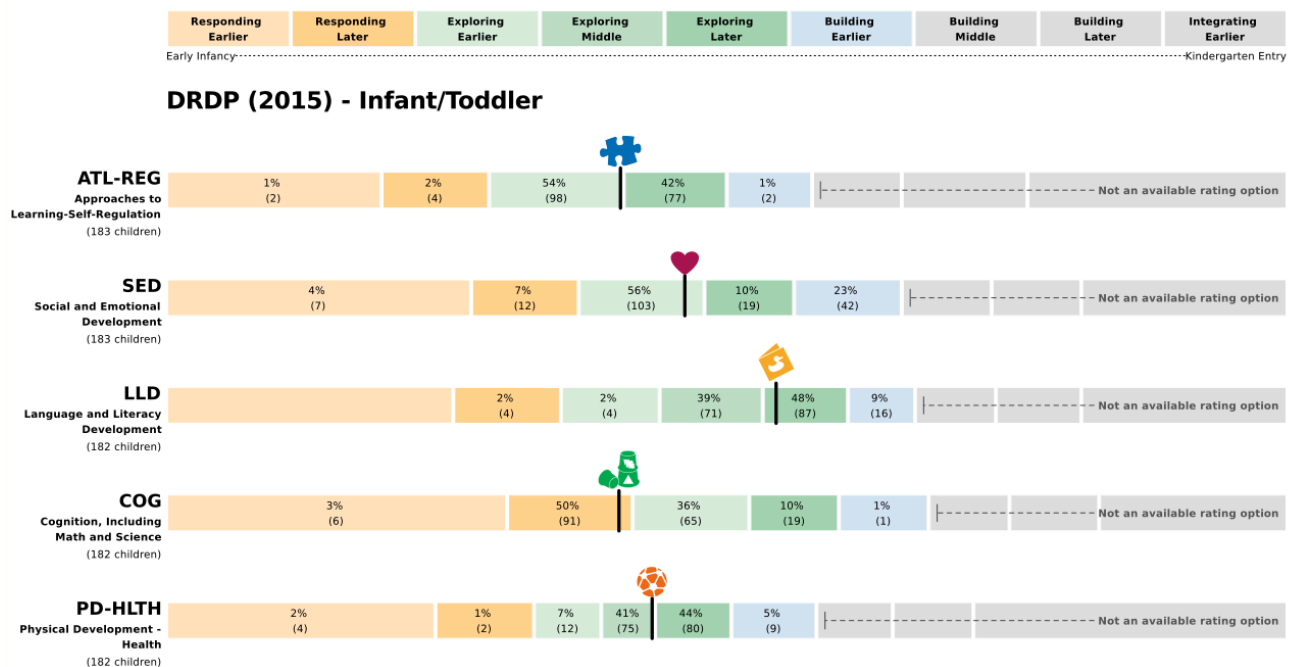 Responding Responding Exploring Exploring Exploring Building Building Building Integrating
Earlier Later Earlier Middle Later Earlier Middle Later Earlier
Early Infancy Kindergarten Entry
DRDP (2015) - Infant/Toddler
ATL-REG
Approaches to
Learning-Self-Regulation
(183 children)
1% 2% 54% 42% 1%
(2) (4) (98) (77) (2)
Not an available rating option
SED
Social and Emotional
Development
(183 children)
4% 7% 56% 10% 23%
(7) (12) (103) (19) (42)
Not an available rating option
LLD
Language and Literacy
Development
(182 children)
2% 2% 39% 48% 9%
(4) (4) (71) (87) (16)
Not an available rating option
COG
Cognition, Including
Math and Science
(182 children)
3% 50% 36% 10% 1%
(6) (91) (65) (19) (1)
Not an available rating option
PD-HLTH
Physical Development -
Health
(182 children)
2% 1% 7% 41% 44% 5%
(4) (2) (12) (75) (80) (9)
Not an available rating option